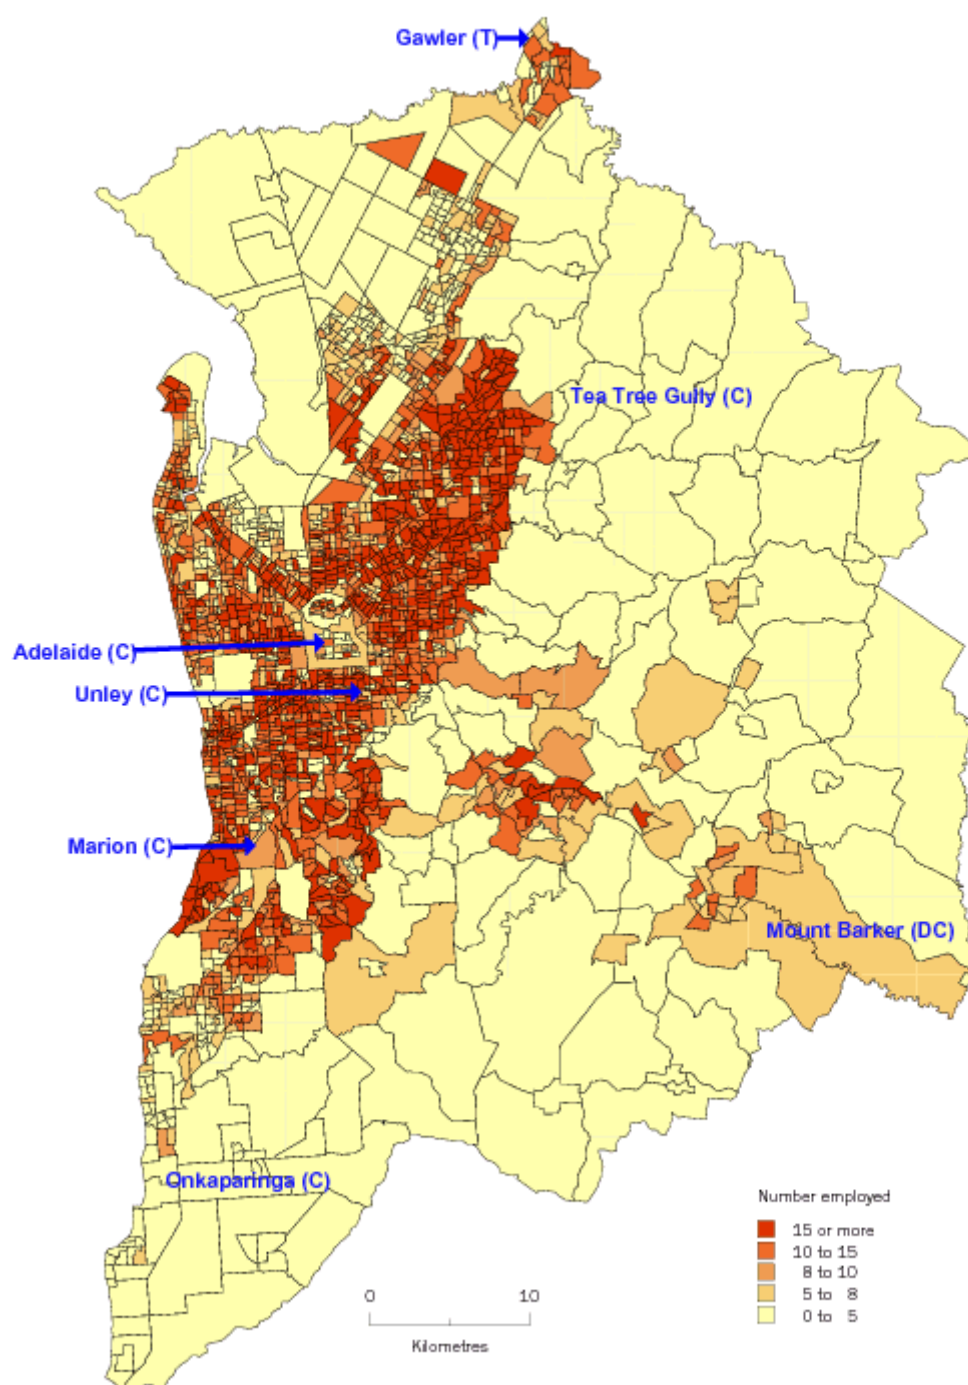 Gawler (T)
Tea Tree Gully (C)
Adelaide (C)
Unley (C)
Marion (C)
Mount Barker (DC)
Onkaparinga (C)
Number employed
15 or more
10 to 15
8 to 10
5 to 8
0 to 5
0 10
Kilometres